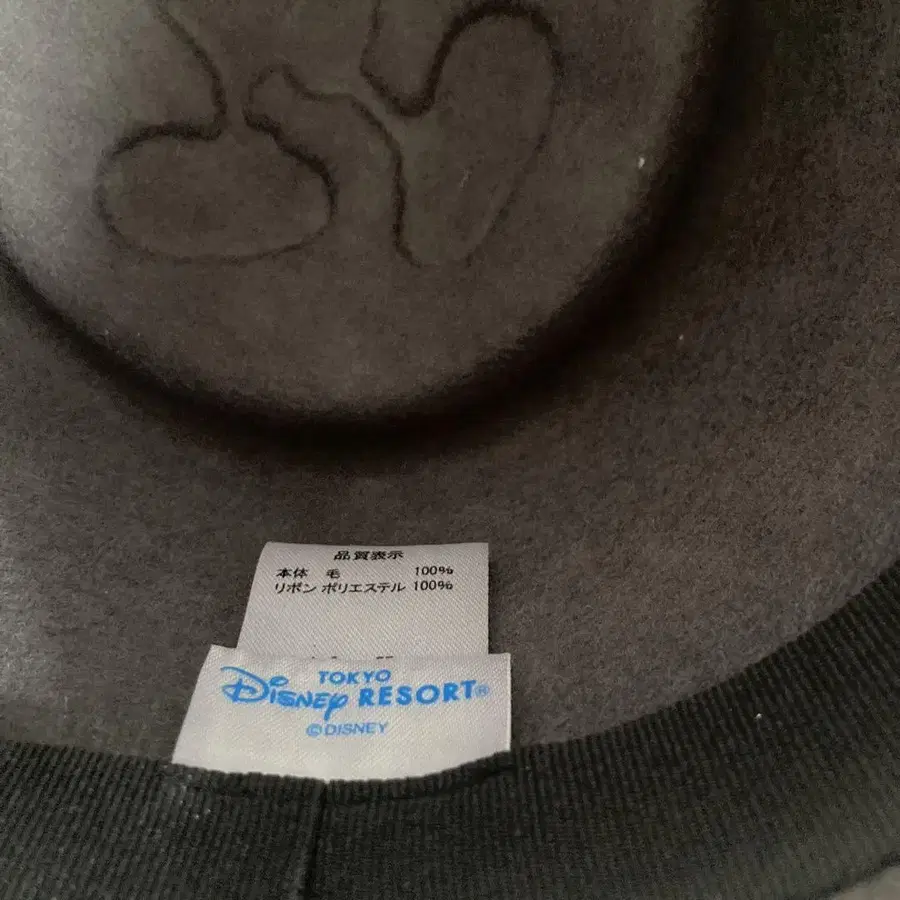 品質表示
本体 毛 100%
リボン ポリエステル 100%
TOKYO
DISNEY RESORT®
©DISNEY